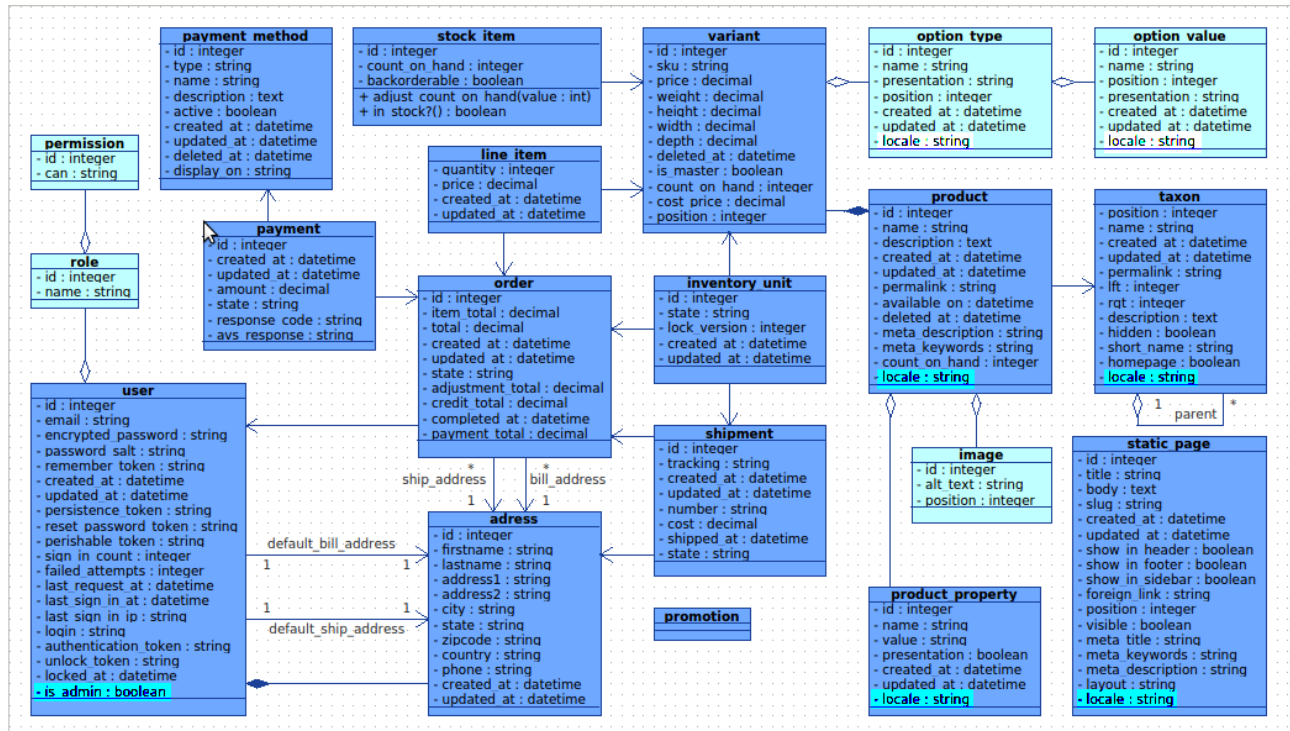 payment_method
- id : integer
- type : string
- name : string
- description : text
- active : boolean
- created_at : datetime
- updated_at : datetime
- deleted_at : datetime
- display_on : string
stock_item
- id : integer
- count_on_hand : integer
- backorderable : boolean
+ adjust_count_on_hand(value : int)
+ in_stock?() : boolean
variant
- id : integer
- sku : string
- price : decimal
- weight : decimal
- height : decimal
- width : decimal
- depth : decimal
- deleted_at : datetime
- is_master : boolean
- count_on_hand : integer
- cost_price : decimal
- position : integer
option_type
- id : integer
- name : string
- presentation : string
- position : integer
- created_at : datetime
- updated_at : datetime
- locale : string
option_value
- id : integer
- name : string
- position : integer
- presentation : string
- created_at : datetime
- updated_at : datetime
- locale : string
permission
- id : integer
- can : string
line_item
- quantity : integer
- price : decimal
- created_at : datetime
- updated_at : datetime
role
- id : integer
- name : string
payment
- id : integer
- created_at : datetime
- updated_at : datetime
- amount : decimal
- state : string
- response_code : string
- avs_response : string
order
- id : integer
- item_total : decimal
- total : decimal
- created_at : datetime
- updated_at : datetime
- state : string
- adjustment_total : decimal
- credit_total : decimal
- completed_at : datetime
- payment_total : decimal
inventory_unit
- id : integer
- state : string
- lock_version : integer
- created_at : datetime
- updated_at : datetime
product
- id : integer
- name : string
- description : text
- created_at : datetime
- updated_at : datetime
- permalink : string
- available_on : datetime
- deleted_at : datetime
- meta_description : string
- meta_keywords : string
- count_on_hand : integer
- locale : string
taxon
- position : integer
- name : string
- created_at : datetime
- updated_at : datetime
- permalink : string
- lft : integer
- rgt : integer
- description : text
- hidden : boolean
- short_name : string
- homepage : boolean
- locale : string
1
*
parent
user
- id : integer
- email : string
- encrypted_password : string
- password_salt : string
- remember_token : string
- created_at : datetime
- updated_at : datetime
- persistence_token : string
- reset_password_token : string
- perishable_token : string
- sign_in_count : integer
- failed_attempts : integer
- last_request_at : datetime
- last_sign_in_at : datetime
- last_sign_in_ip : string
- login : string
- authentication_token : string
- unlock_token : string
- locked_at : datetime
- is_admin : boolean
*
*
ship_address
bill_address
1
1
default_bill_address
1
1
1
1
default_ship_address
adress
- id : integer
- firstname : string
- lastname : string
- address1 : string
- address2 : string
- city : string
- state : string
- zipcode : string
- country : string
- phone : string
- created_at : datetime
- updated_at : datetime
shipment
- id : integer
- tracking : string
- created_at : datetime
- updated_at : datetime
- number : string
- cost : decimal
- shipped_at : datetime
- state : string
promotion
image
- id : integer
- alt_text : string
- position : integer
product_property
- id : integer
- name : string
- value : string
- presentation : boolean
- created_at : datetime
- updated_at : datetime
- locale : string
static_page
- id : integer
- title : string
- body : text
- slug : string
- created_at : datetime
- updated_at : datetime
- show_in_header : boolean
- show_in_footer : boolean
- show_in_sidebar : boolean
- foreign_link : string
- position : integer
- visible : boolean
- meta_title : string
- meta_keywords : string
- meta_description : string
- layout : string
- locale : string